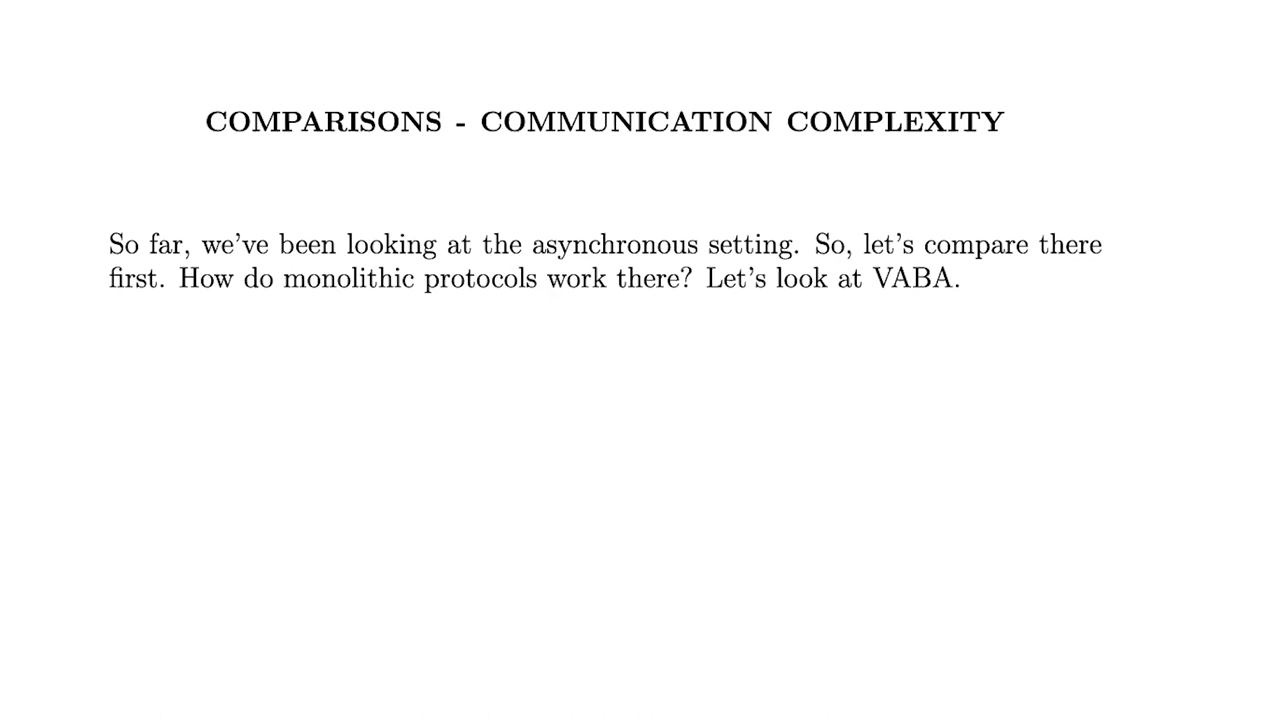 COMPARISONS - COMMUNICATION COMPLEXITY
So far, we've been looking at the asynchronous setting. So, let's compare there
first. How do monolithic protocols work there? Let's look at VABA.